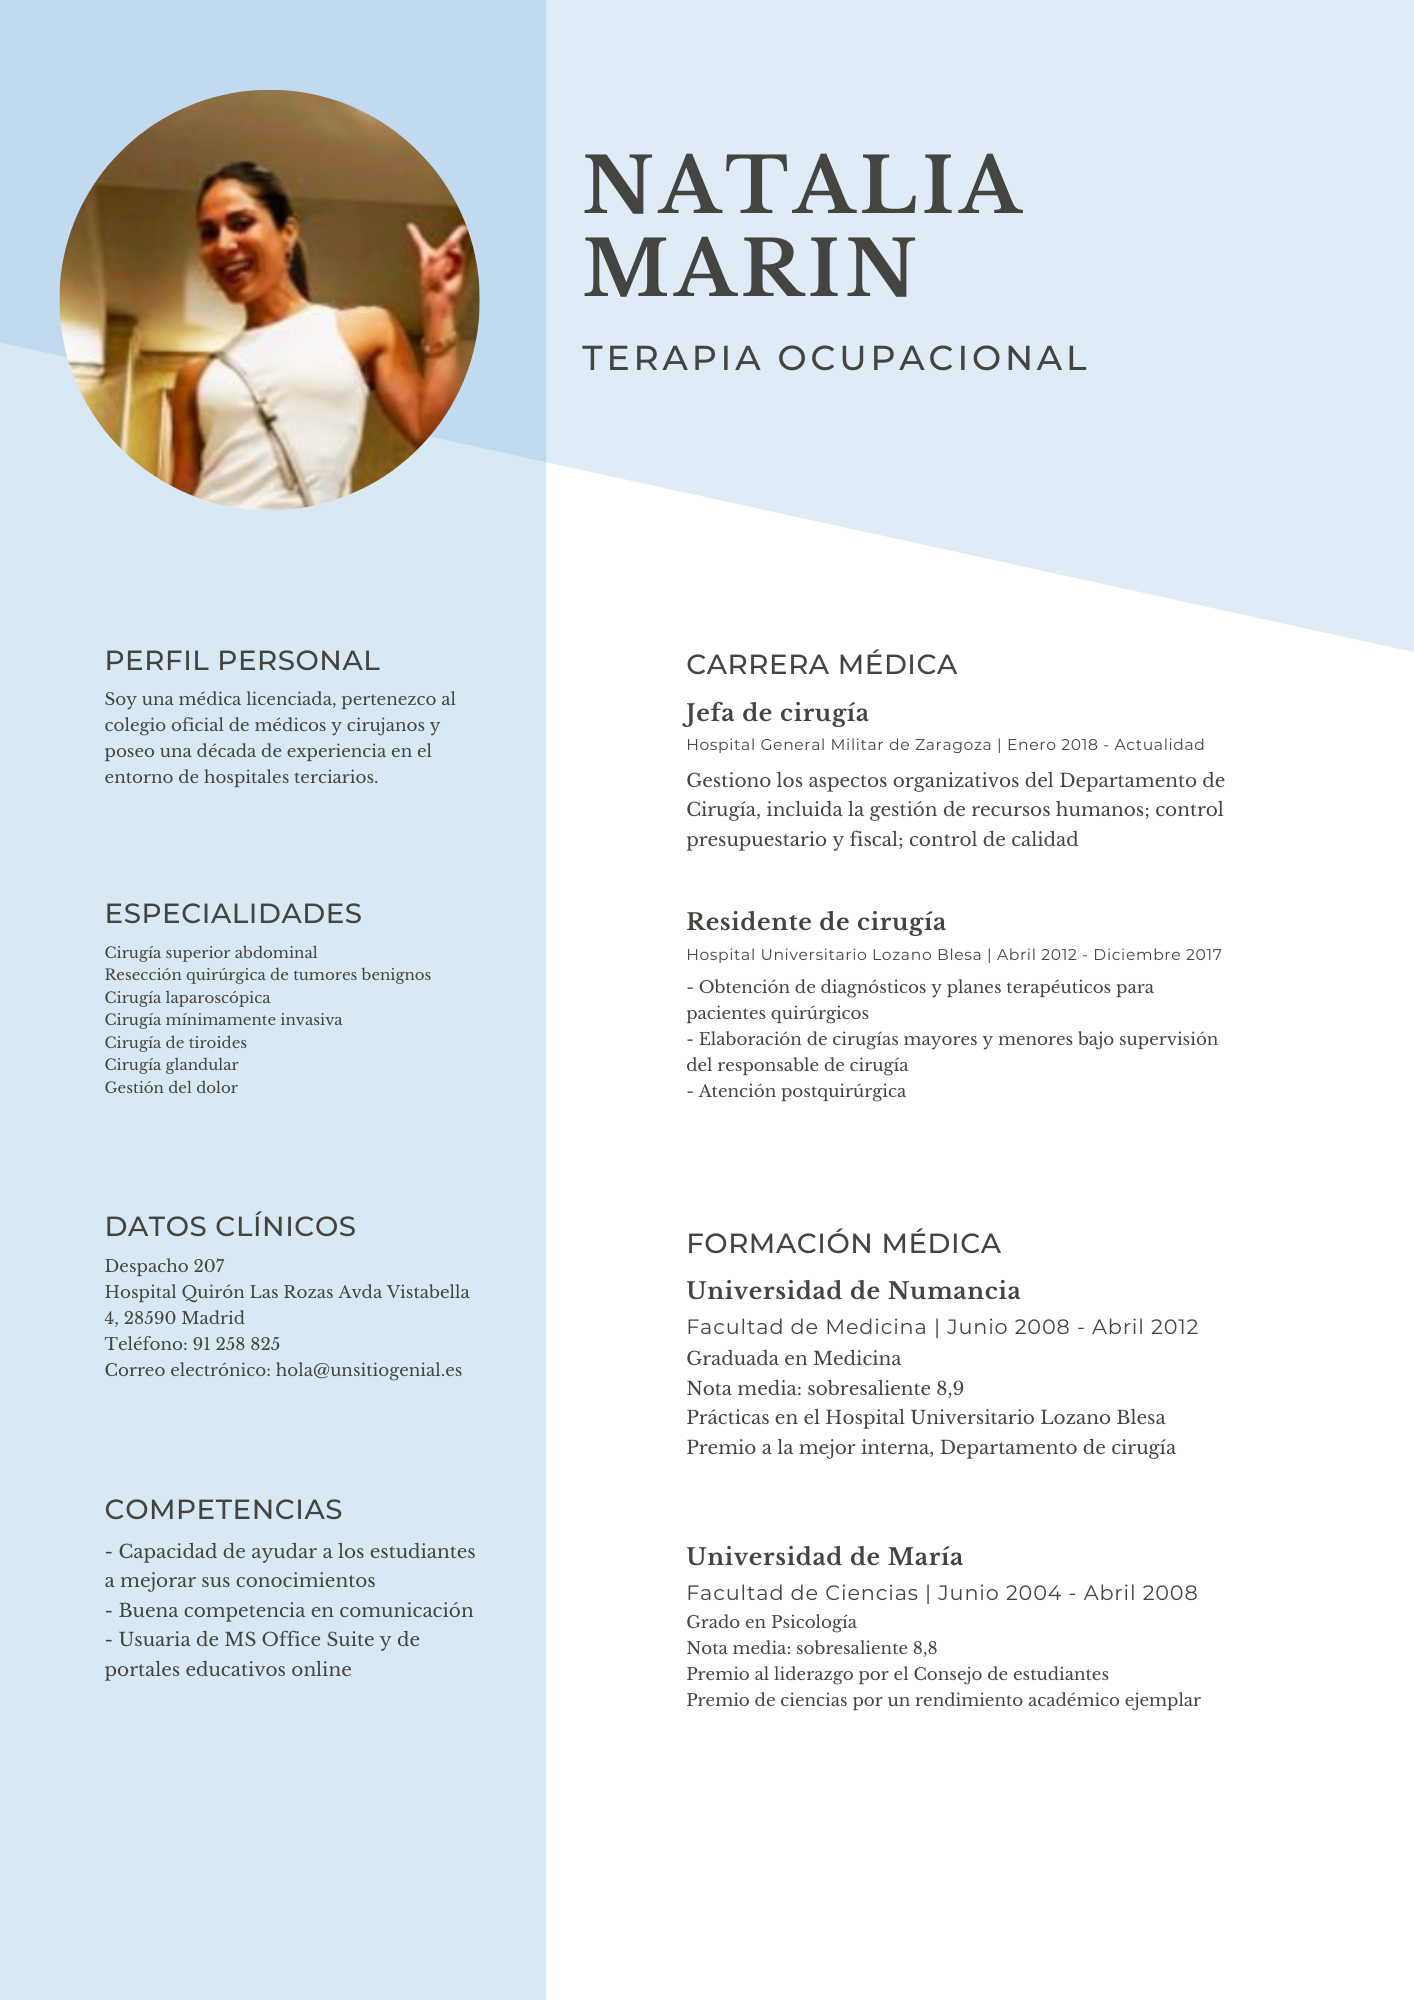 NATALIA
MARIN
TERAPIA OCUPACIONAL
PERFIL PERSONAL
Soy una médica licenciada, pertenezco al
colegio oficial de médicos y cirujanos y
poseo una década de experiencia en el
entorno de hospitales terciarios.
ESPECIALIDADES
Cirugía superior abdominal
Resección quirúrgica de tumores benignos
Cirugía laparoscópica
Cirugía mínimamente invasiva
Cirugía de tiroides
Cirugía glandular
Gestión del dolor
DATOS CLÍNICOS
Despacho 207
Hospital Quirón Las Rozas Avda Vistabella
4, 28590 Madrid
Teléfono: 91 258 825
Correo electrónico: hola@unsitiogenial.es
COMPETENCIAS
- Capacidad de ayudar a los estudiantes
a mejorar sus conocimientos
- Buena competencia en comunicación
- Usuaria de MS Office Suite y de
portales educativos online
CARRERA MÉDICA
Jefa de cirugía
Hospital General Militar de Zaragoza | Enero 2018 - Actualidad
Gestiono los aspectos organizativos del Departamento de
Cirugía, incluida la gestión de recursos humanos; control
presupuestario y fiscal; control de calidad
Residente de cirugía
Hospital Universitario Lozano Blesa | Abril 2012 - Diciembre 2017
- Obtención de diagnósticos y planes terapéuticos para
pacientes quirúrgicos
- Elaboración de cirugías mayores y menores bajo supervisión
del responsable de cirugía
- Atención postquirúrgica
FORMACIÓN MÉDICA
Universidad de Numancia
Facultad de Medicina | Junio 2008 - Abril 2012
Graduada en Medicina
Nota media: sobresaliente 8,9
Prácticas en el Hospital Universitario Lozano Blesa
Premio a la mejor interna, Departamento de cirugía
Universidad de María
Facultad de Ciencias | Junio 2004 - Abril 2008
Grado en Psicología
Nota media: sobresaliente 8,8
Premio al liderazgo por el Consejo de estudiantes
Premio de ciencias por un rendimiento académico ejemplar